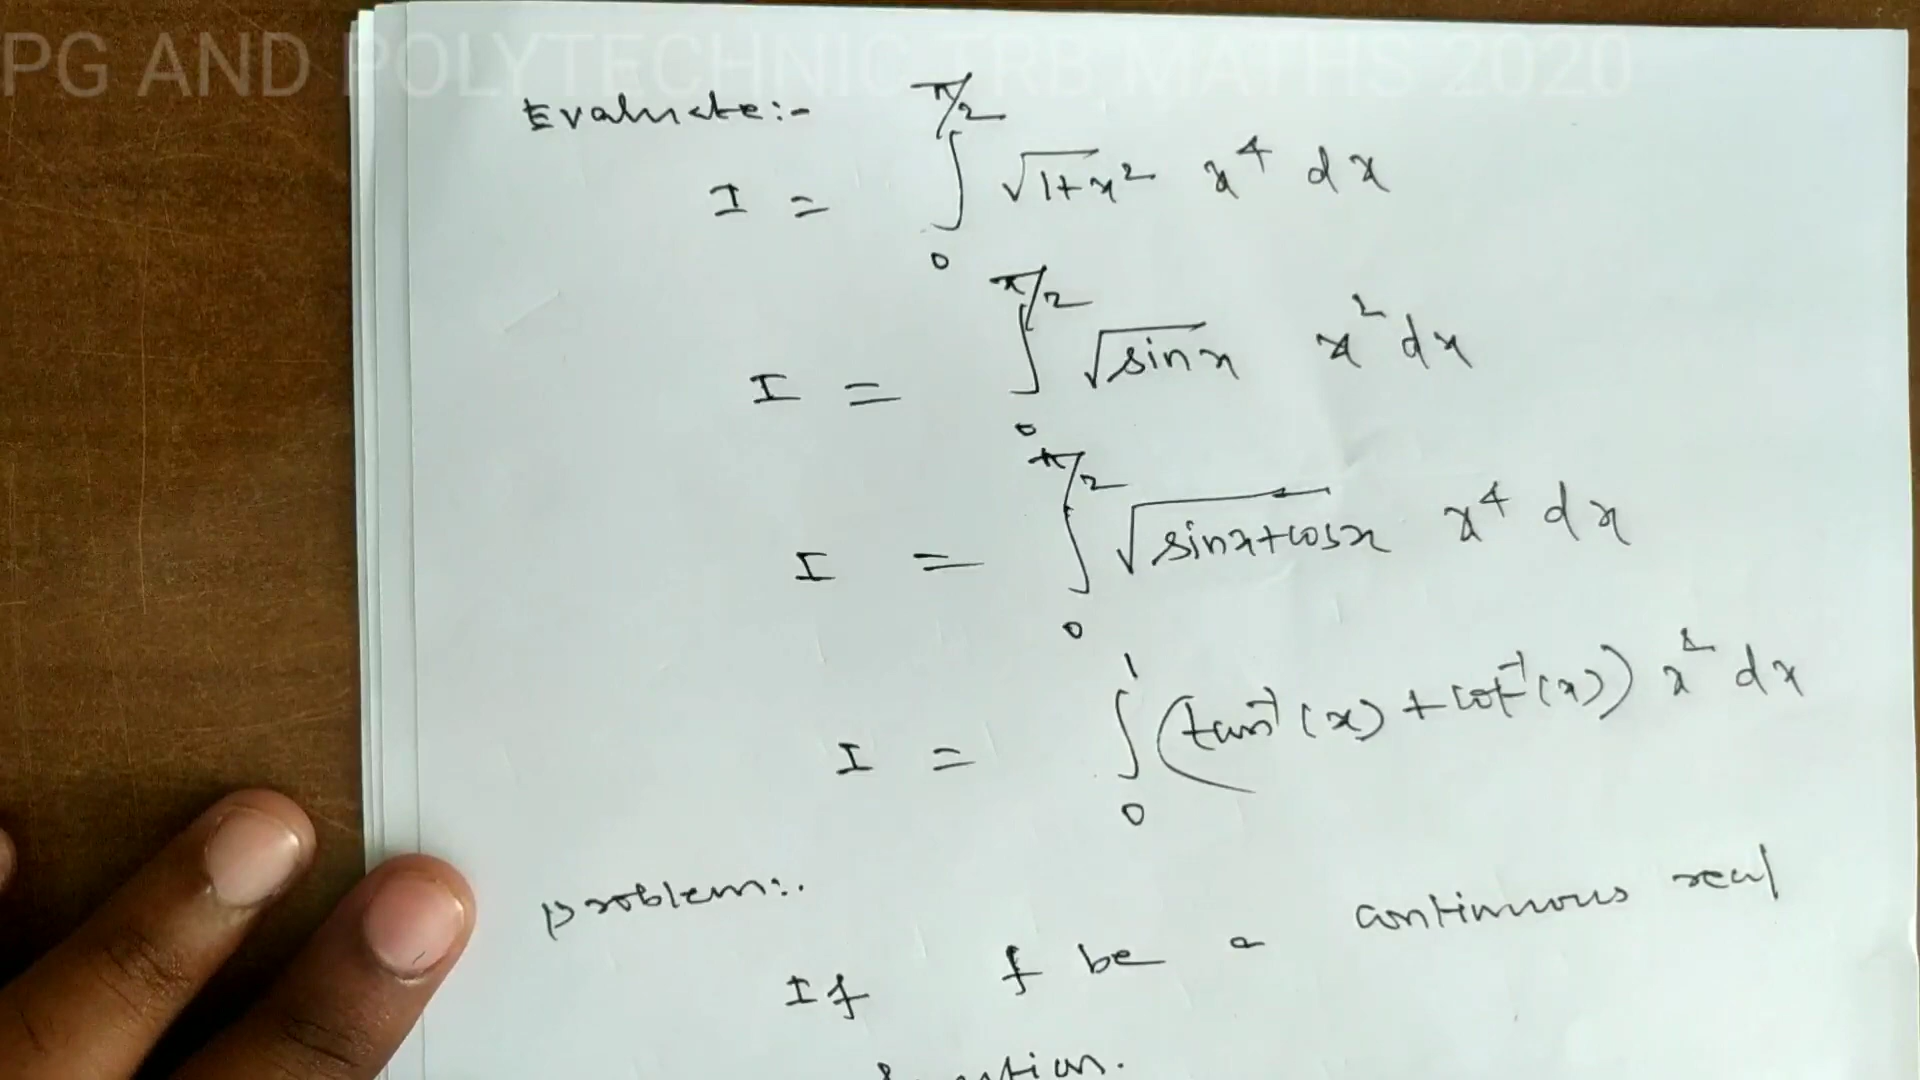 PG AND POLYTECHNIC TRB MATHS 2020
Evaluate:-
I = ∫₀^{π/2} √1+x² x⁴ dx
I = ∫₀^{π/2} √sinx x² dx
I = ∫₀^{π/2} √sinx+cosx x⁴ dx
I = ∫₀^1 (tan⁻¹(x) + cot⁻¹(x)) x² dx
problem:.
If f be a continuous real